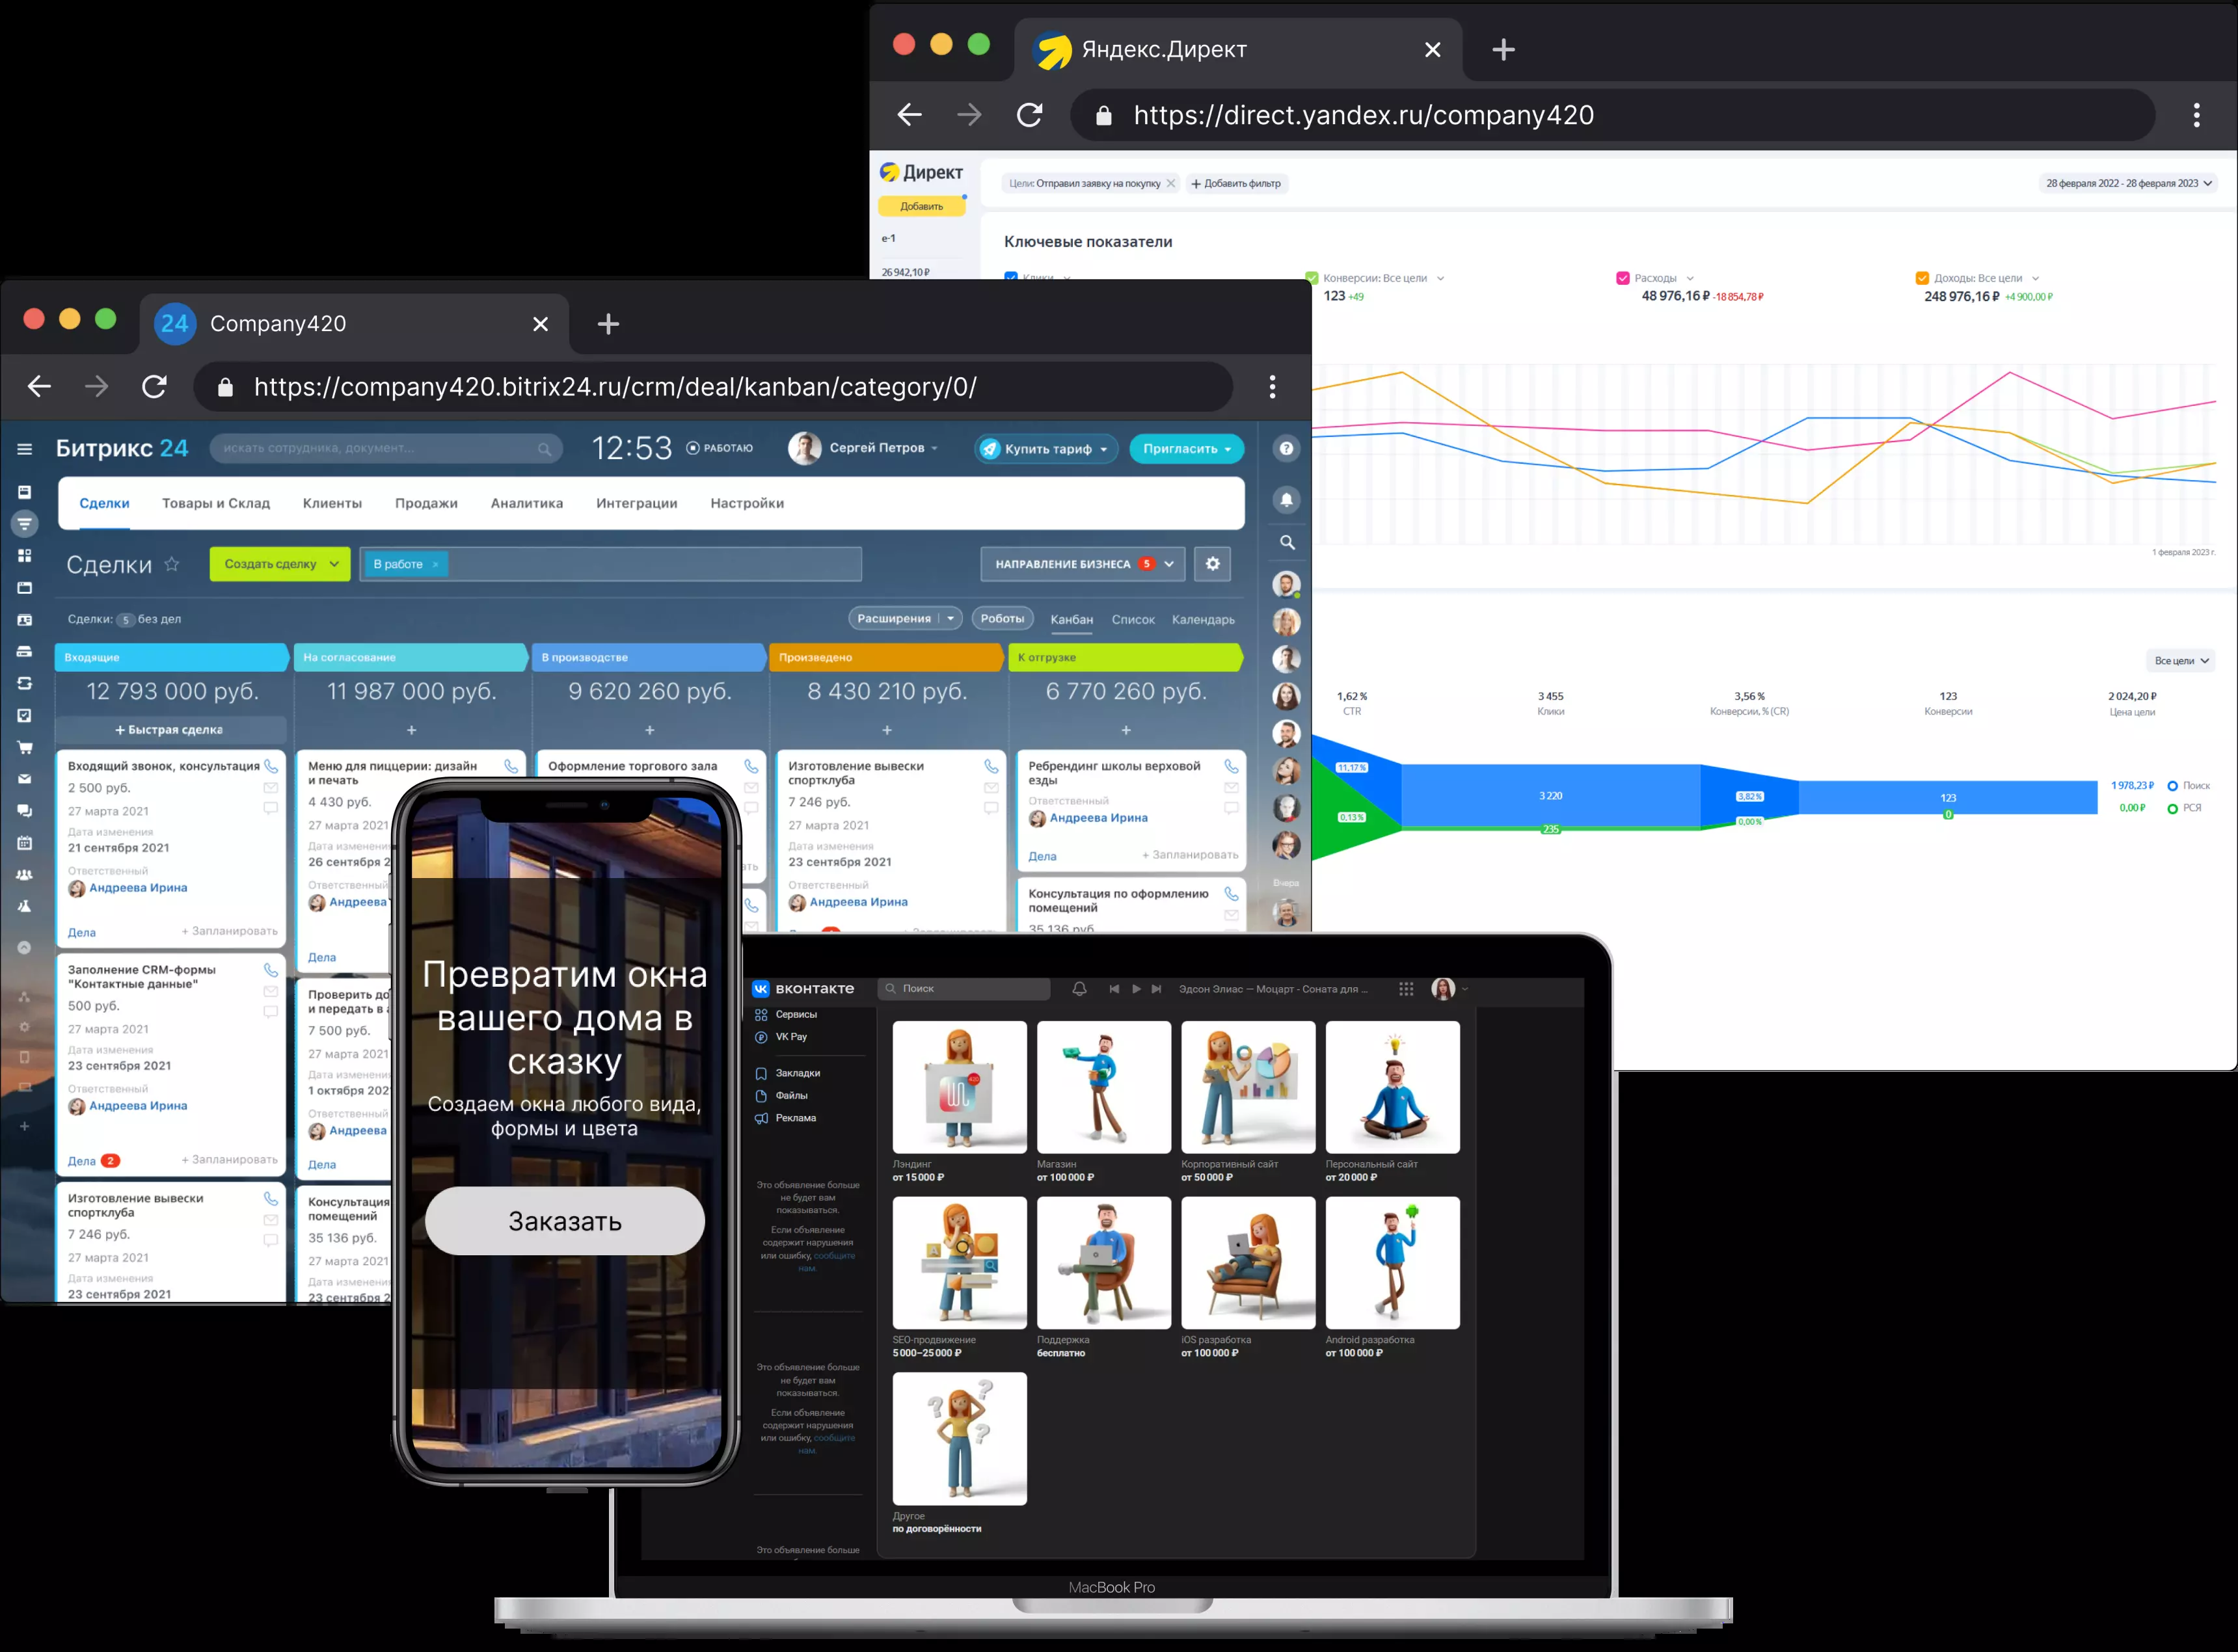 Яндекс.Директ
https://direct.yandex.ru/company420
Директ
Добавить
e-1
26 942,10 ₽
Цели: Отправил заявку на покупку
+ Добавить фильтр
28 февраля 2022 - 28 февраля 2023
Ключевые показатели
Клики
Конверсии: Все цели
123 +49
Расходы
48 976,16 ₽ -18 854,78 ₽
Доходы: Все цели
248 976,16 ₽ +4 900,00 ₽
1 февраля 2023 г.
Все цели
1,62 %
CTR
3 455
Клики
3,56 %
Конверсии, % (CR)
123
Конверсии
2 024,20 ₽
Цена цели
11,17 %
0,13 %
3 220
235
3,82 %
0,00 %
123
0
1 978,23 ₽
Поиск
0,00 ₽
РСЯ
24
Company420
https://company420.bitrix24.ru/crm/deal/kanban/category/0/
Битрикс 24
искать сотрудника, документ...
12:53
РАБОТАЮ
Сергей Петров
Купить тариф
Пригласить
Сделки
Товары и Склад
Клиенты
Продажи
Аналитика
Интеграции
Настройки
Сделки
Создать сделку
В работе
НАПРАВЛЕНИЕ БИЗНЕСА 5
Сделки: 5 без дел
Расширения
Роботы
Канбан
Список
Календарь
Входящие
12 793 000 руб.
+ Быстрая сделка
Входящий звонок, консультация
2 500 руб.
27 марта 2021
Дата изменения
21 сентября 2021
Ответственный
Андреева Ирина
Дела
+ Запланировать
Заполнение CRM-формы
"Контактные данные"
500 руб.
27 марта 2021
Дата изменения
23 сентября 2021
Ответственный
Андреева Ирина
Дела 2
+ Запланировать
Изготовление вывески
спортклуба
7 246 руб.
27 марта 2021
Дата изменения
23 сентября 2021
На согласование
11 987 000 руб.
+
Меню для пиццерии: дизайн
и печать
4 430 руб.
27 марта 2021
Дата изменен
26 сентября 2
Ответственный
Андреева
Дела
Проверить до
и передать в
7 500 руб.
27 марта 2021
Дата изменен
1 октября 202
Ответственный
Андреева
Дела
Консультация
помещений
35 136 руб.
27 марта 2021
Дата изменени
23 сентября 202
В производстве
9 620 260 руб.
+
Оформление торгового зала
Произведено
8 430 210 руб.
+
Изготовление вывески
спортклуба
7 246 руб.
27 марта 2021
Дата изменения
23 сентября 2021
Ответственный
Андреева Ирина
К отгрузке
6 770 260 руб.
+
Ребрендинг школы верховой
езды
Ответственный
Андреева Ирина
Дела
+ Запланировать
Консультация по оформлению
помещений
35 136 руб.
Вчера
Превратим окна
вашего дома в
сказку
Создаем окна любого вида,
формы и цвета
Заказать
ВКОНТАКТЕ
Поиск
Эдсон Элиас — Моцарт - Соната для ...
Сервисы
VK Pay
Закладки
Файлы
Реклама
Это объявление больше
не будет вам
показываться.
Если объявление
содержит нарушения
или ошибку, сообщите
нам.
Это объявление больше
не будет вам
показываться.
Если объявление
содержит нарушения
или ошибку, сообщите
нам.
Это объявление больше
Лэндинг
от 15 000 ₽
Магазин
от 100 000 ₽
Корпоративный сайт
от 50 000 ₽
Персональный сайт
от 20 000 ₽
SEO-продвижение
5 000–25 000 ₽
Поддержка
бесплатно
iOS разработка
от 100 000 ₽
Android разработка
от 100 000 ₽
Другое
по договорённости
MacBook Pro